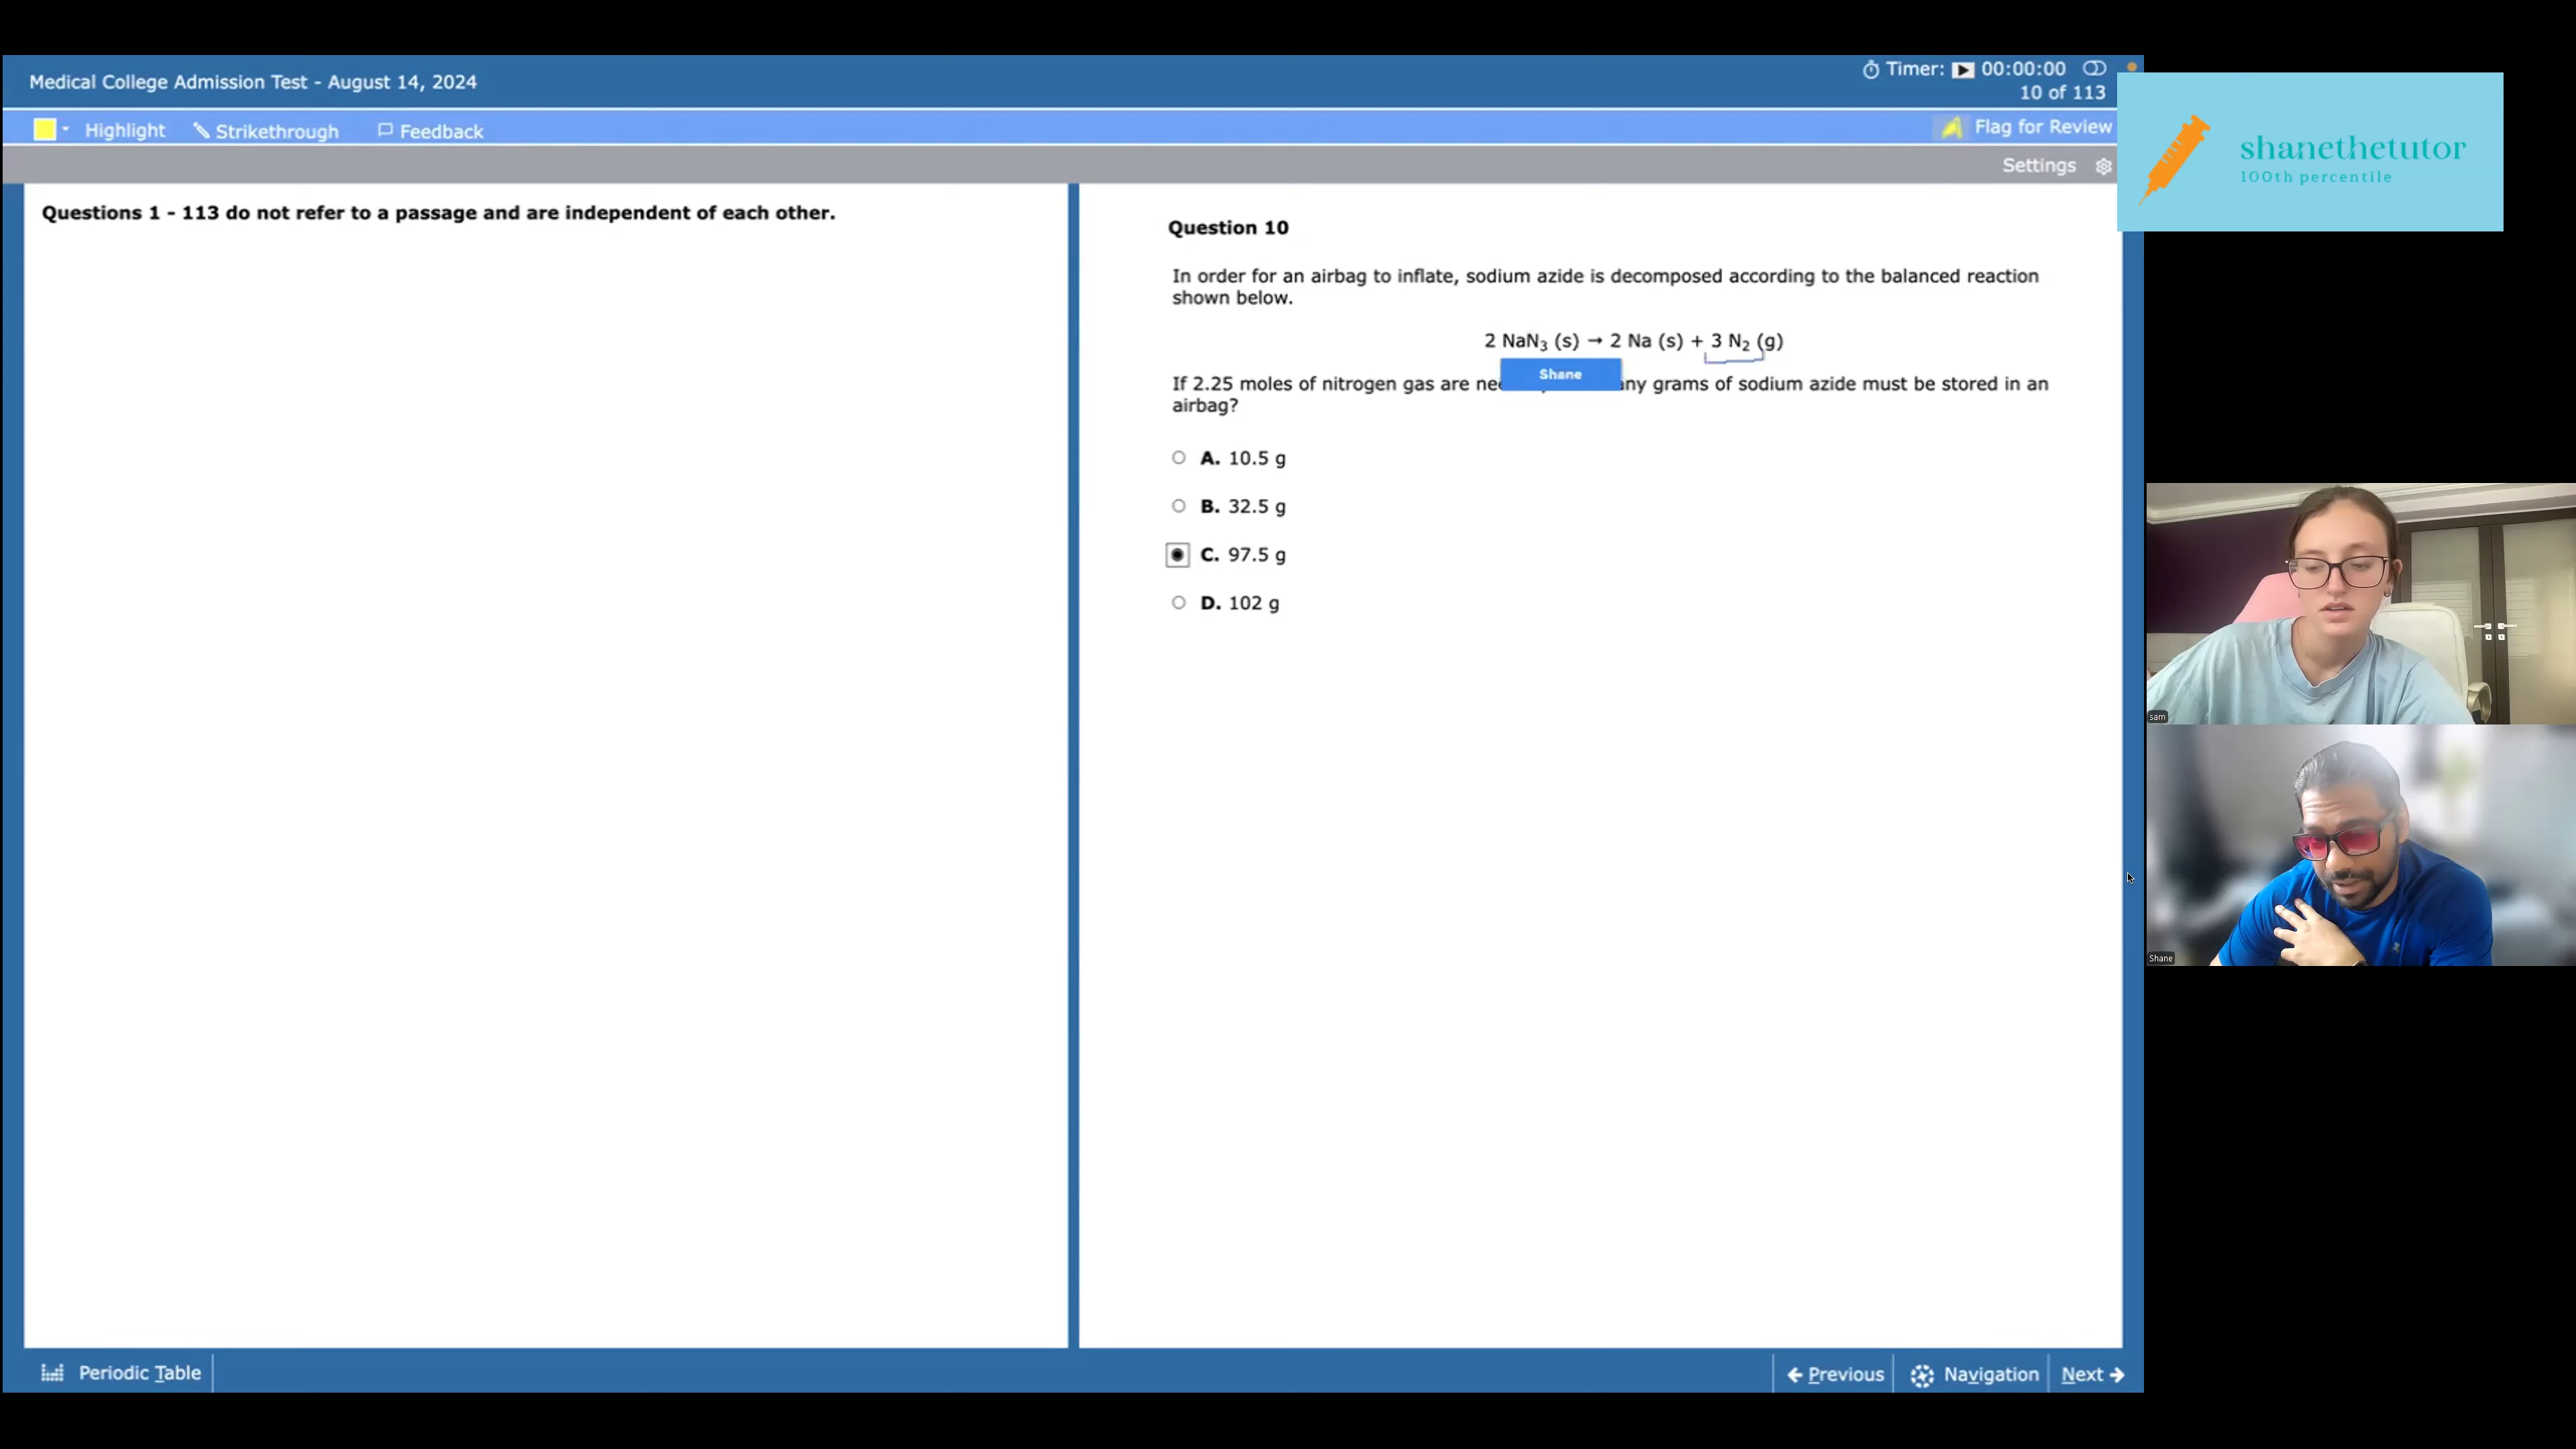 Medical College Admission Test - August 14, 2024
Timer: 00:00:00
10 of 113
Highlight Strikethrough Feedback
Flag for Review
Settings
shanethetutor
100th percentile
Questions 1 - 113 do not refer to a passage and are independent of each other.
Question 10
In order for an airbag to inflate, sodium azide is decomposed according to the balanced reaction
shown below.
2 NaN₃ (s) → 2 Na (s) + 3 N₂ (g)
Shane
If 2.25 moles of nitrogen gas are grams of sodium azide must be stored in an
airbag?
A. 10.5 g
B. 32.5 g
C. 97.5 g
D. 102 g
sam
Shane
Periodic Table
Previous Navigation Next